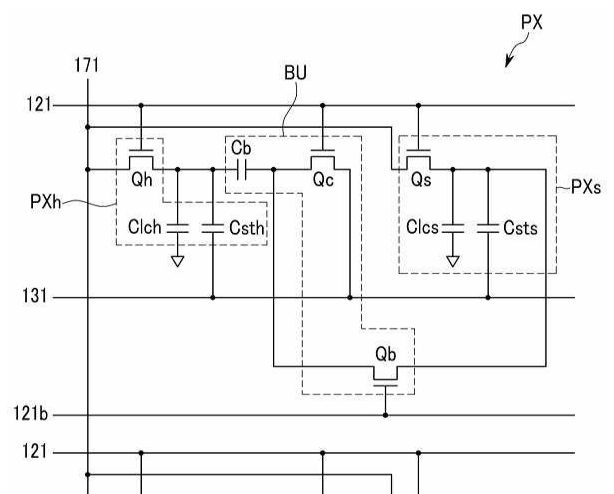 PX
171
BU
121
Cb
Qh
Qc
Qs
PXh
PXs
Clch
Csth
Clcs
Csts
131
Qb
121b
121